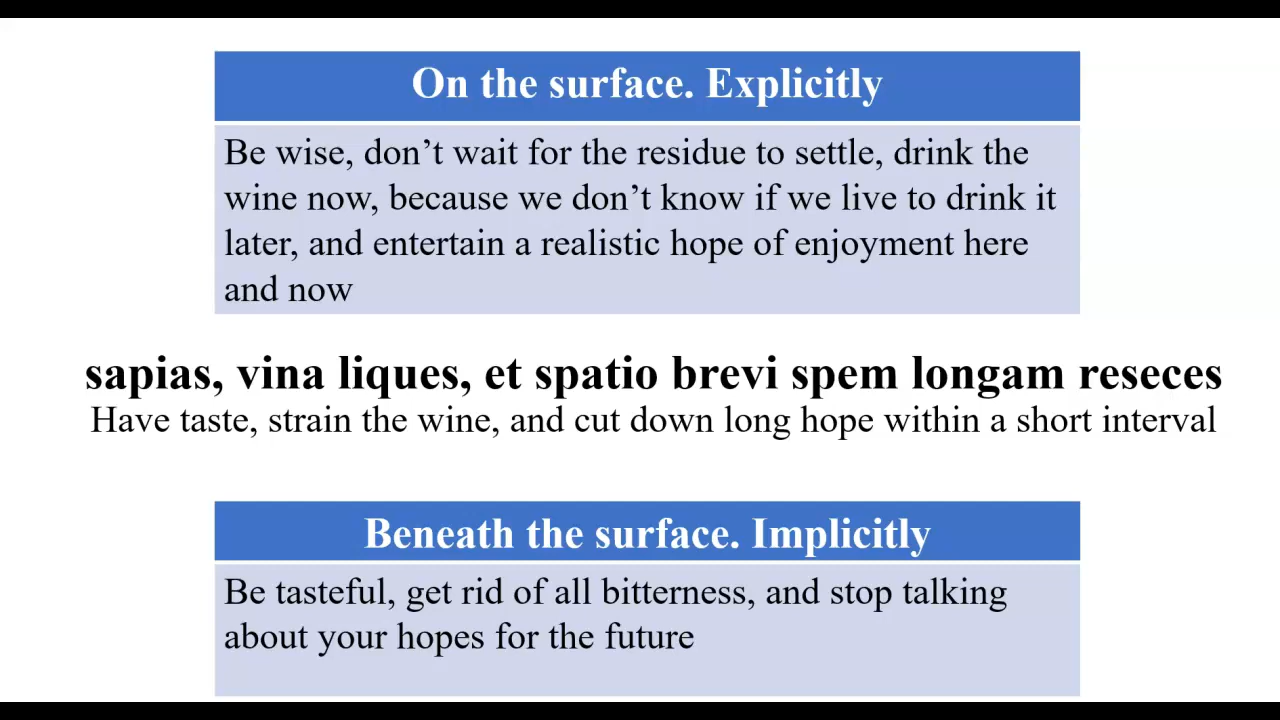 On the surface. Explicitly
Be wise, don’t wait for the residue to settle, drink the
wine now, because we don’t know if we live to drink it
later, and entertain a realistic hope of enjoyment here
and now
sapias, vina liques, et spatio brevi spem longam reseces
Have taste, strain the wine, and cut down long hope within a short interval
Beneath the surface. Implicitly
Be tasteful, get rid of all bitterness, and stop talking
about your hopes for the future